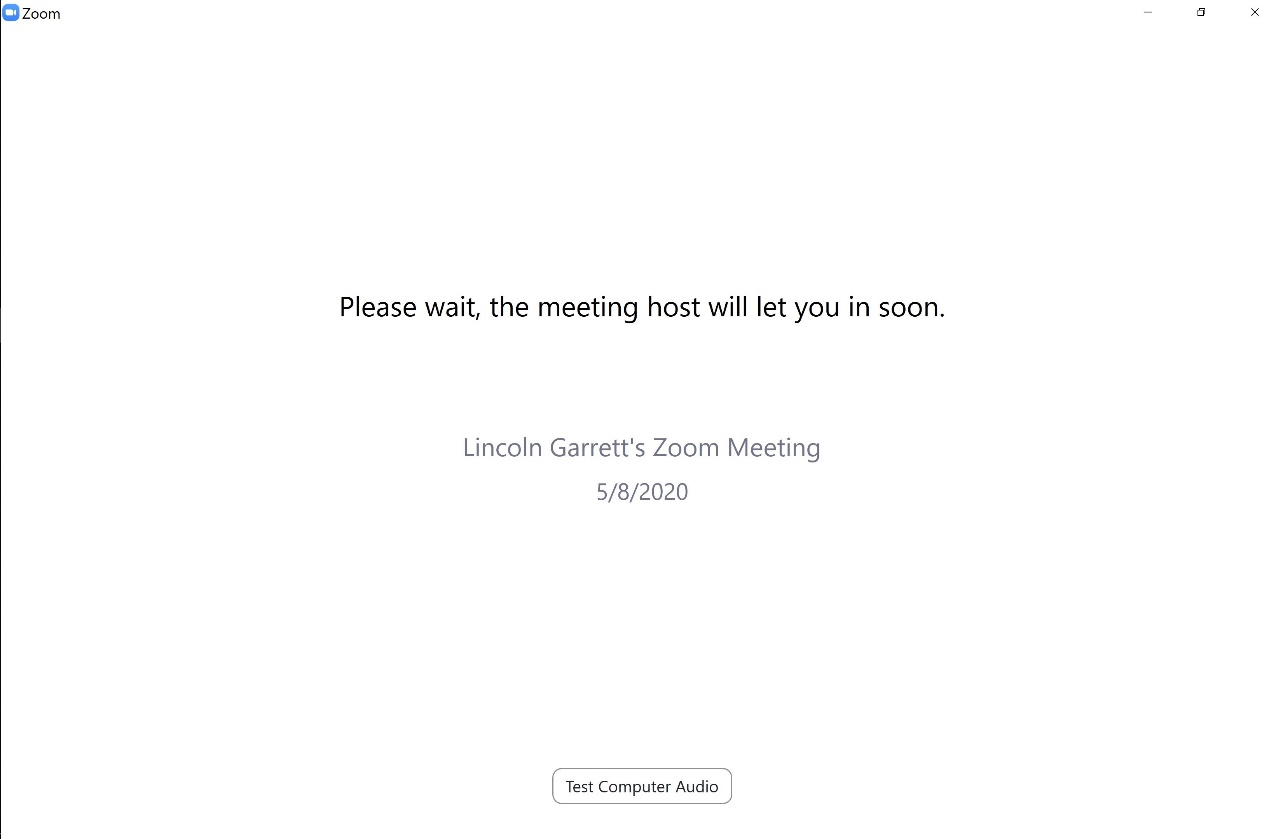 Zoom
Please wait, the meeting host will let you in soon.
Lincoln Garrett's Zoom Meeting
5/8/2020
Test Computer Audio